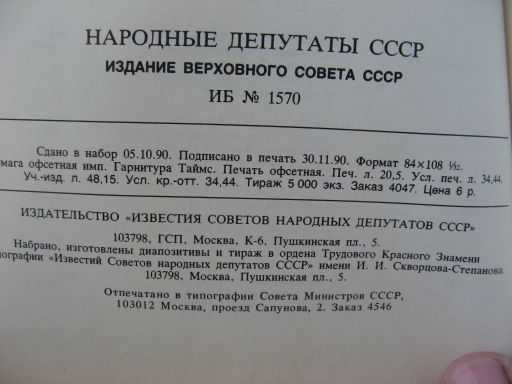 НАРОДНЫЕ ДЕПУТАТЫ СССР
ИЗДАНИЕ ВЕРХОВНОГО СОВЕТА СССР
ИБ № 1570
Сдано в набор 05.10.90. Подписано в печать 30.11.90. Формат 84×108 1/32.
мага офсетная имп. Гарнитура Таймс. Печать офсетная. Печ. л. 20,5. Усл. печ. л. 34,44.
Уч.-изд. л. 48,15. Усл. кр.-отт. 34,44. Тираж 5 000 экз. Заказ 4047. Цена 6 р.
ИЗДАТЕЛЬСТВО «ИЗВЕСТИЯ СОВЕТОВ НАРОДНЫХ ДЕПУТАТОВ СССР»
103798, ГСП, Москва, К-6, Пушкинская пл., 5.
Набрано, изготовлены диапозитивы и тираж в ордена Трудового Красного Знамени
пографии «Известий Советов народных депутатов СССР» имени И. И. Скворцова-Степанова.
103798, Москва, Пушкинская пл., 5.
Отпечатано в типографии Совета Министров СССР,
103012 Москва, проезд Сапунова, 2. Заказ 4546